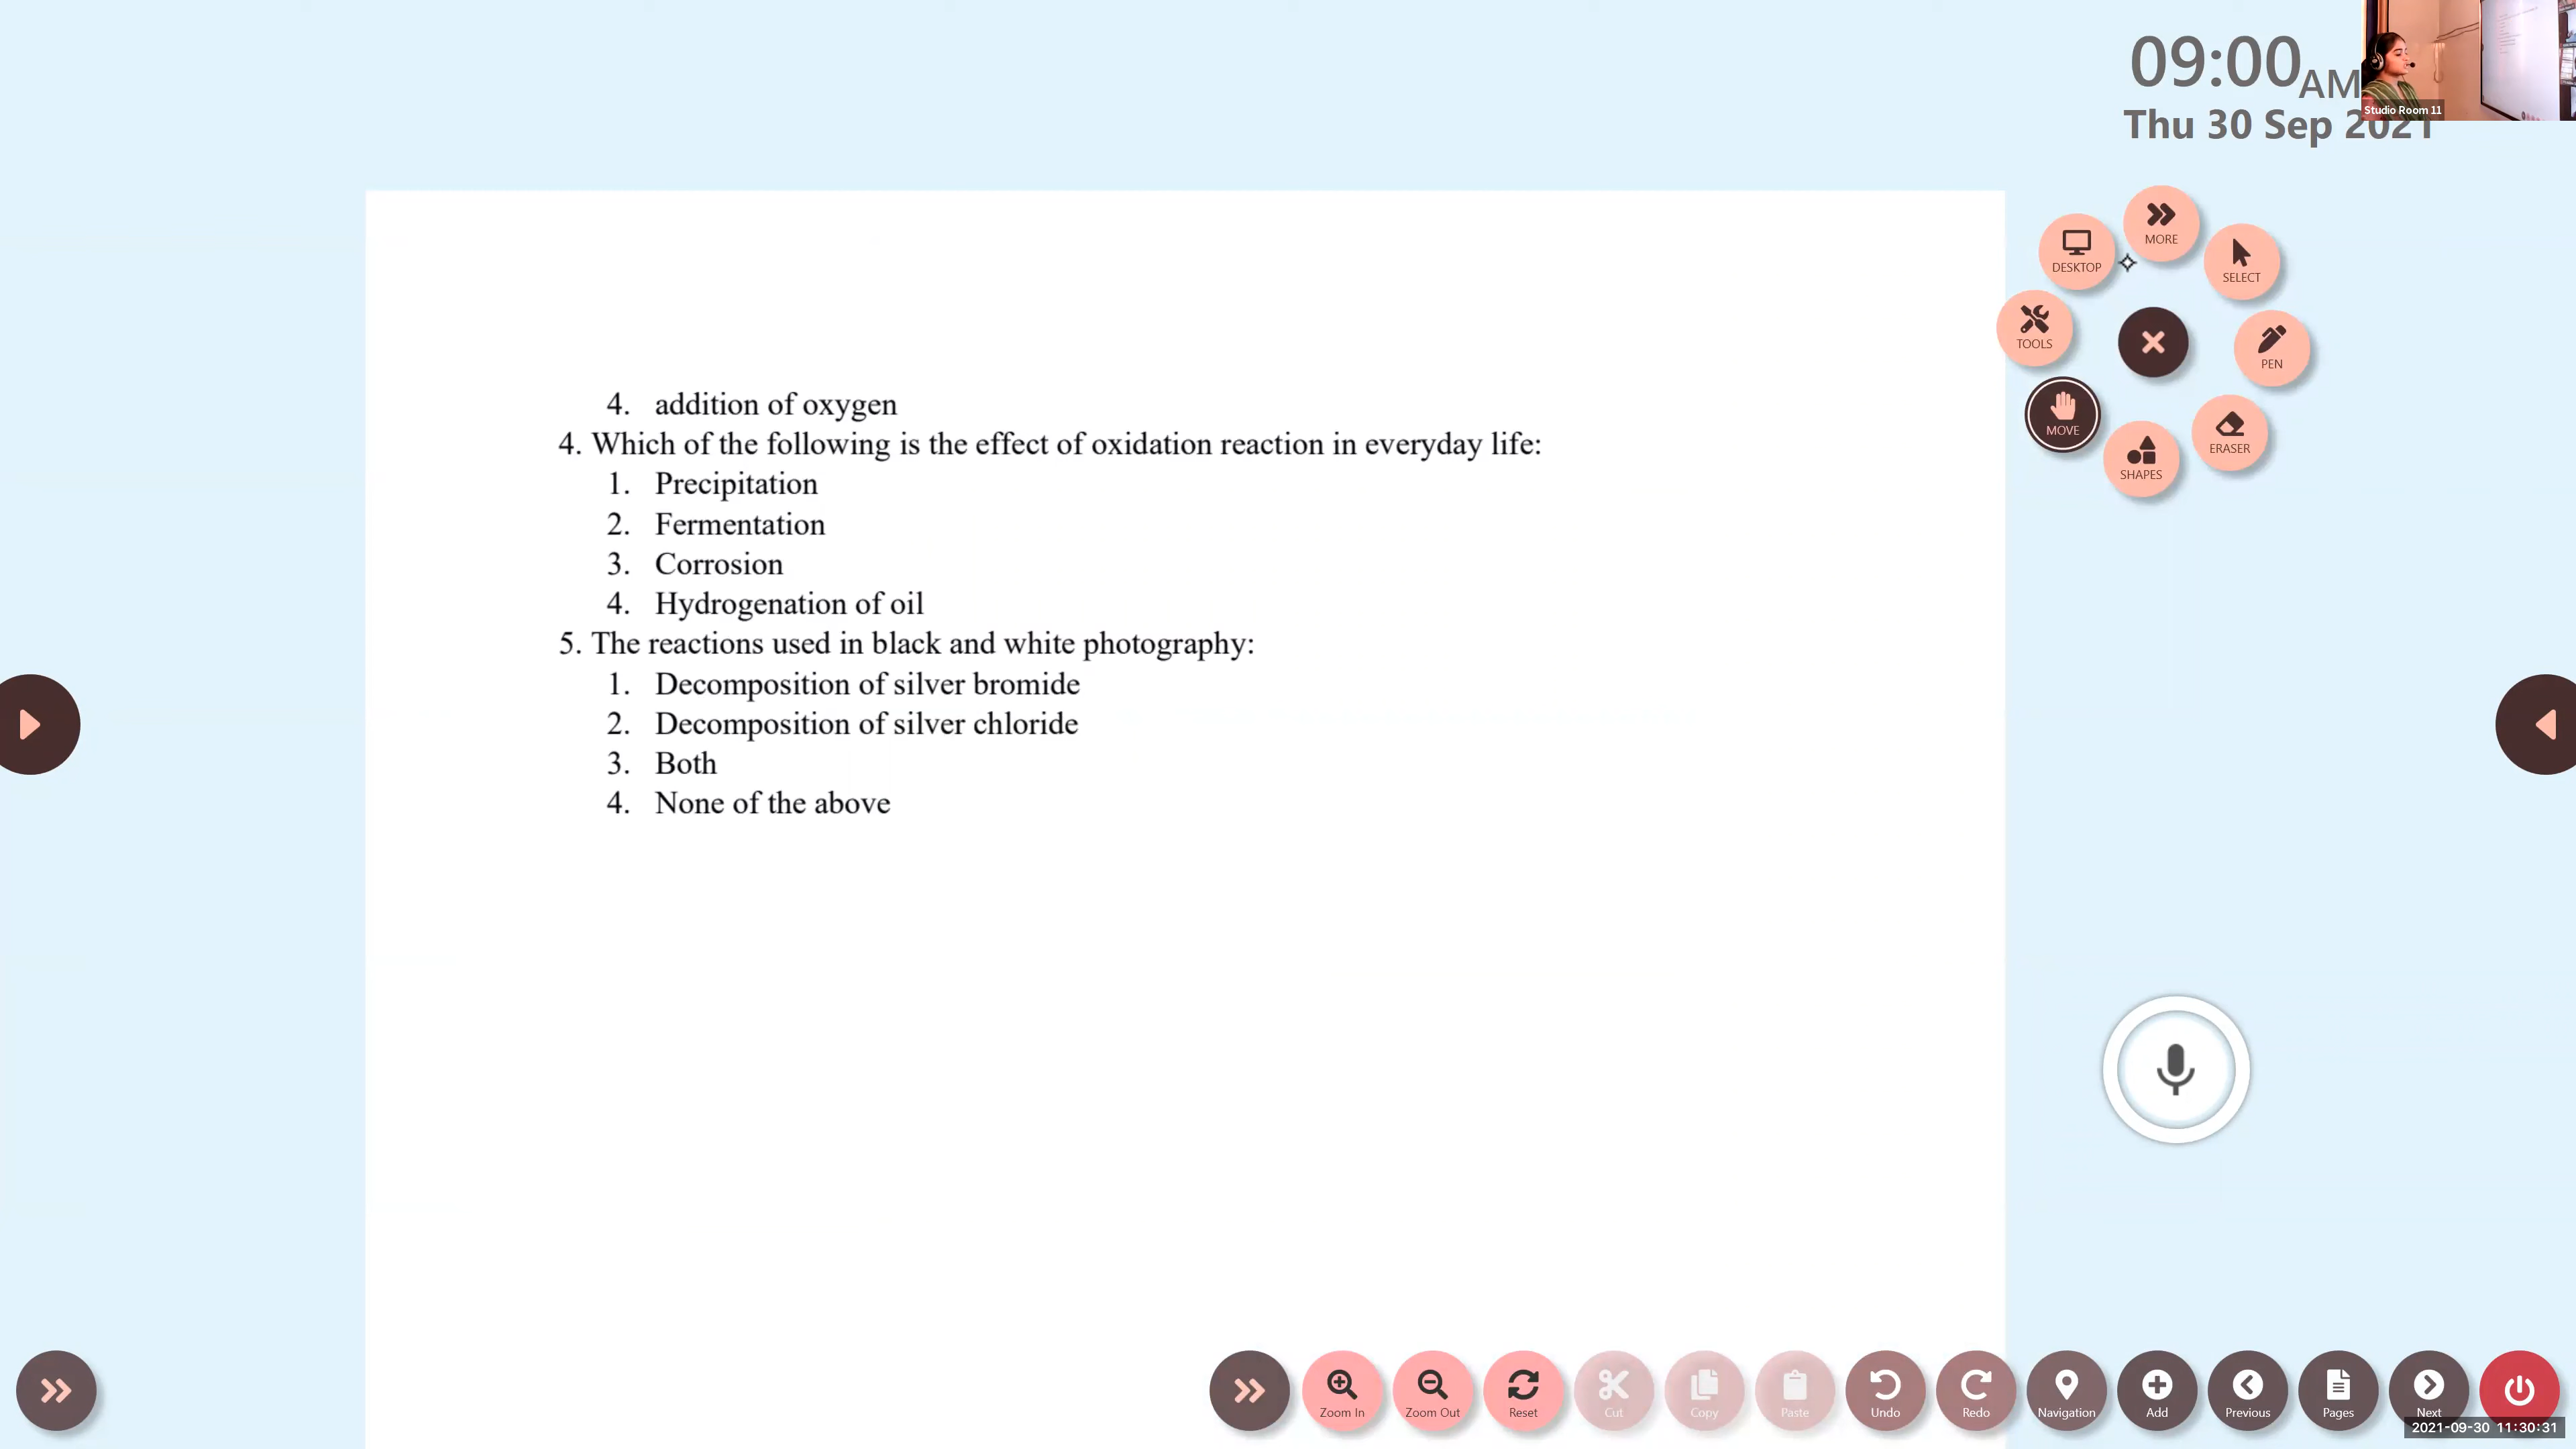 09:00 AM
Studio Room 11
Thu 30 Sep 2021
MORE
DESKTOP
SELECT
TOOLS
PEN
MOVE
ERASER
SHAPES
4. addition of oxygen
4. Which of the following is the effect of oxidation reaction in everyday life:
1. Precipitation
2. Fermentation
3. Corrosion
4. Hydrogenation of oil
5. The reactions used in black and white photography:
1. Decomposition of silver bromide
2. Decomposition of silver chloride
3. Both
4. None of the above
Zoom In Zoom Out Reset Cut Copy Paste Undo Redo Navigation Add Previous Pages Next
2021-09-30 11:30:31